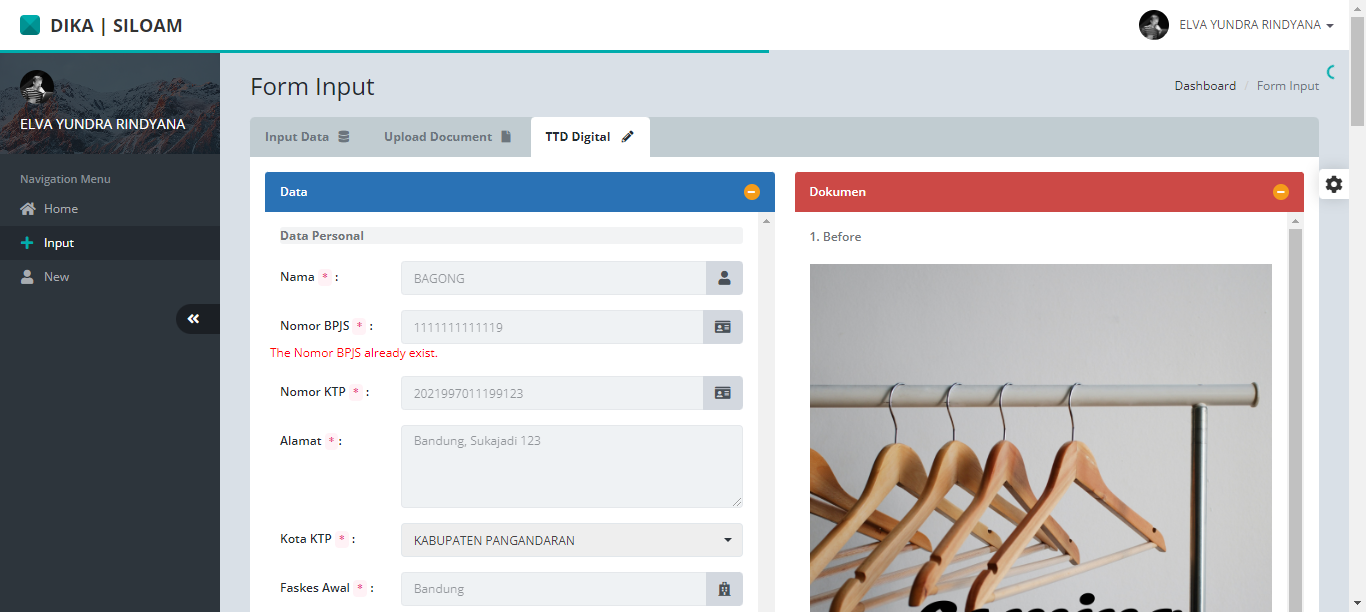 DIKA | SILOAM
ELVA YUNDRA RINDYANA
ELVA YUNDRA RINDYANA
Navigation Menu
Home
Input
New
Form Input
Dashboard / Form Input
Input Data
Upload Document
TTD Digital
Data
Data Personal
Nama * :
BAGONG
Nomor BPJS * :
1111111111119
The Nomor BPJS already exist.
Nomor KTP * :
2021997011199123
Alamat * :
Bandung, Sukajadi 123
Kota KTP * :
KABUPATEN PANGANDARAN
Faskes Awal * :
Bandung
Dokumen
1. Before